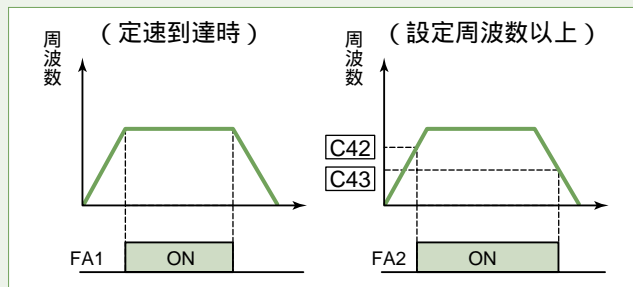 （定速到達時）
周波数
FA1
ON
（設定周波数以上）
周波数
C42
C43
FA2
ON